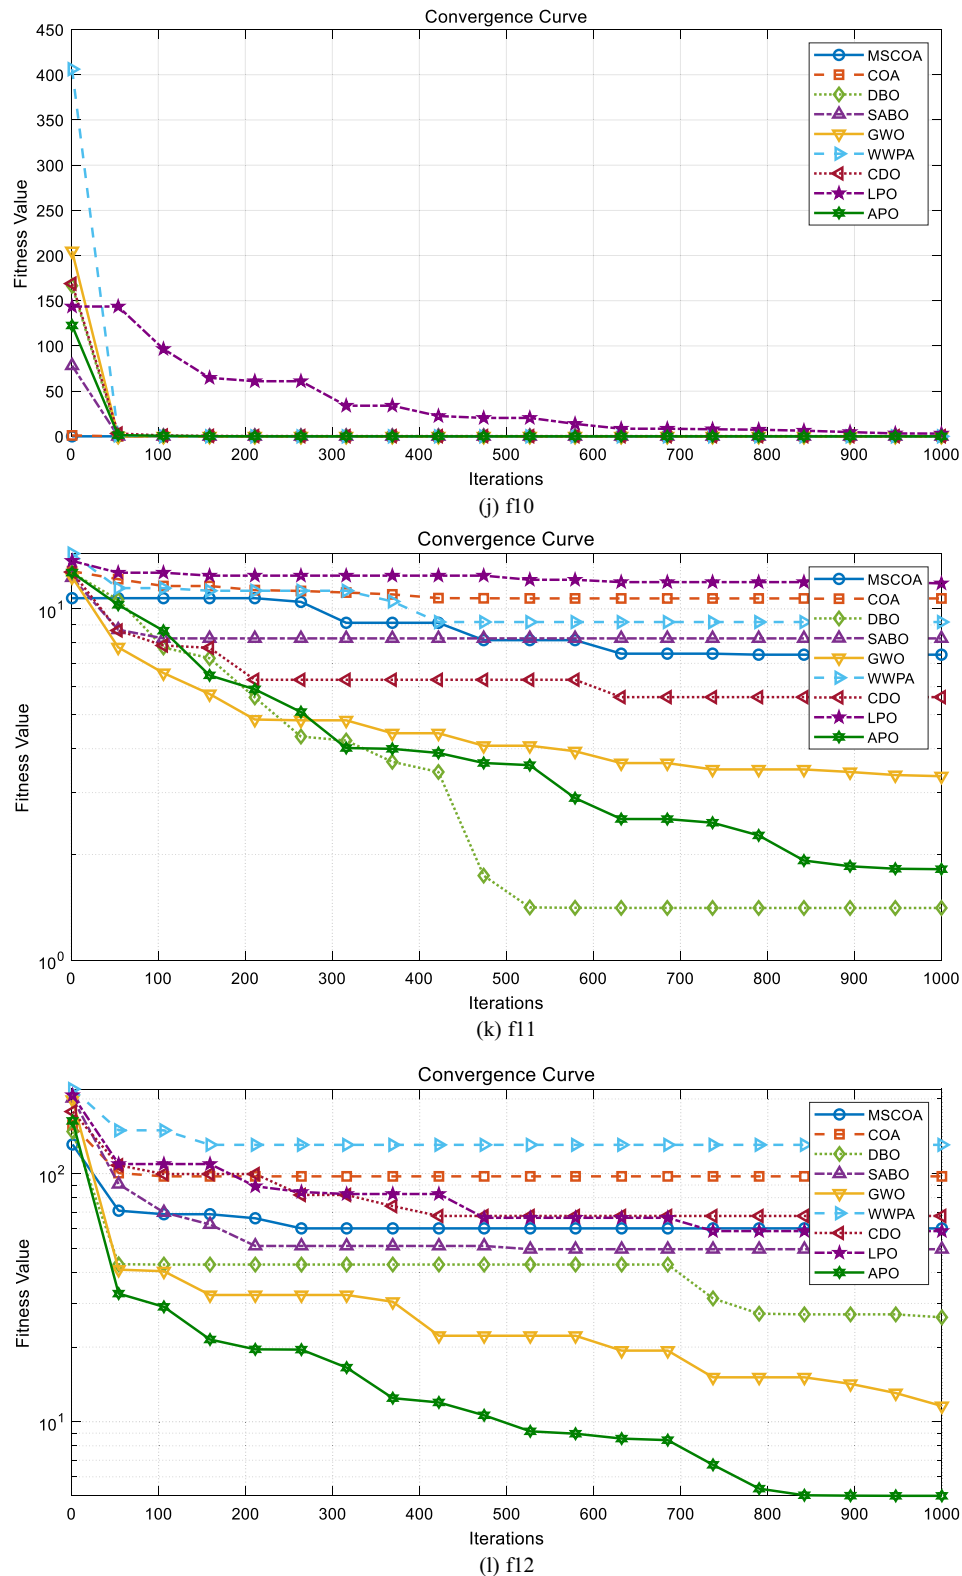 Convergence Curve
450
400
350
300
250
200
150
100
50
0
Fitness Value
MSCOA
COA
DBO
SABO
GWO
WWPA
CDO
LPO
APO
0 100 200 300 400 500 600 700 800 900 1000
Iterations
(j) f10
Convergence Curve
10^1
10^0
Fitness Value
MSCOA
COA
DBO
SABO
GWO
WWPA
CDO
LPO
APO
0 100 200 300 400 500 600 700 800 900 1000
Iterations
(k) f11
Convergence Curve
10^2
10^1
Fitness Value
MSCOA
COA
DBO
SABO
GWO
WWPA
CDO
LPO
APO
0 100 200 300 400 500 600 700 800 900 1000
Iterations
(l) f12